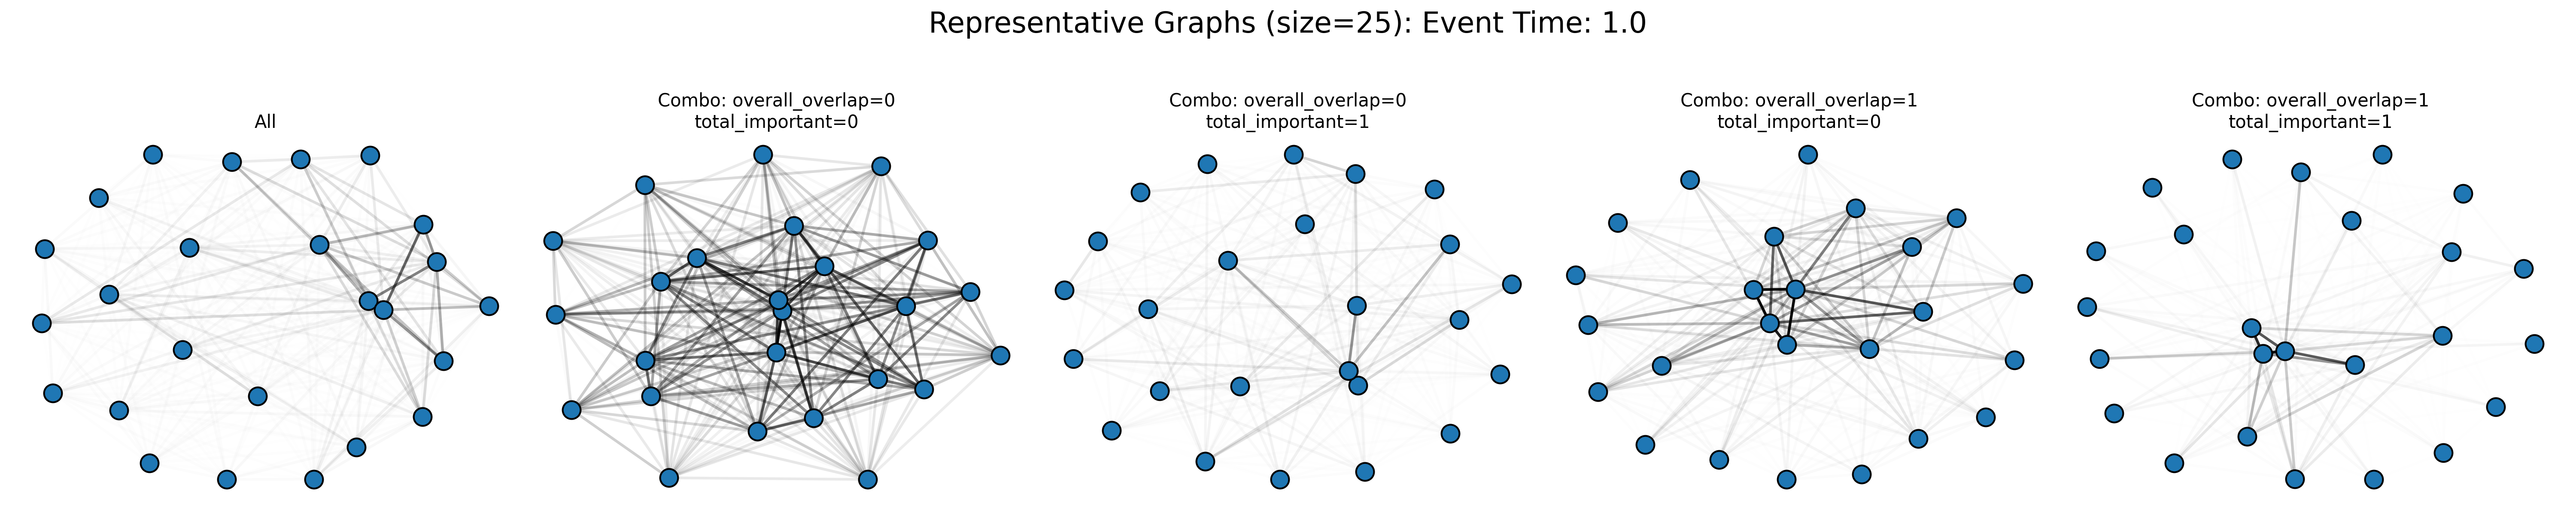 Representative Graphs (size=25): Event Time: 1.0
All
Combo: overall_overlap=0
total_important=0
Combo: overall_overlap=0
total_important=1
Combo: overall_overlap=1
total_important=0
Combo: overall_overlap=1
total_important=1